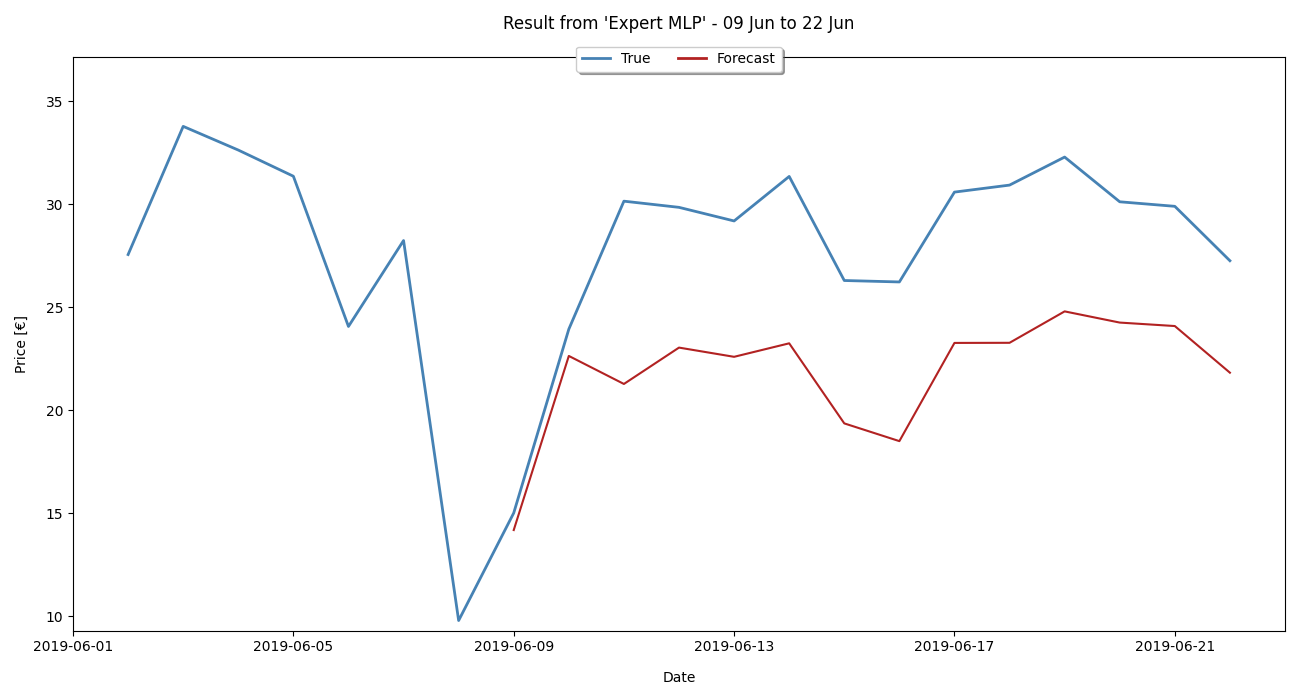 Result from 'Expert MLP' - 09 Jun to 22 Jun
True Forecast
35
30
25
20
15
10
Price [€]
2019-06-01 2019-06-05 2019-06-09 2019-06-13 2019-06-17 2019-06-21
Date